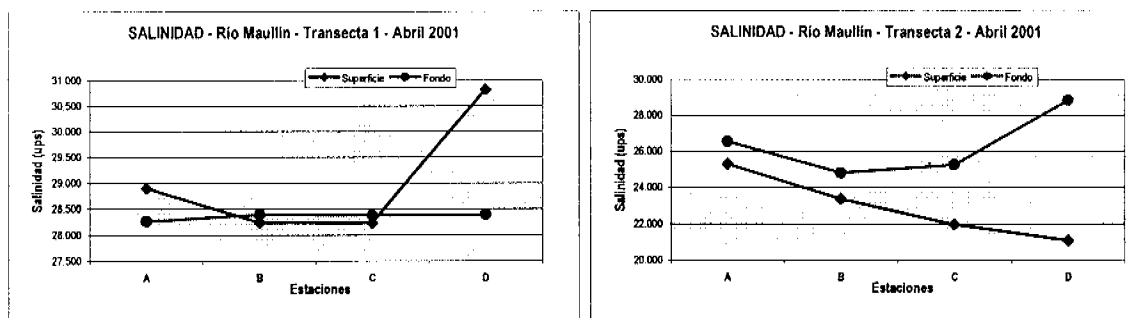 SALINIDAD - Río Maullín - Transecta 1 - Abril 2001
Superficie Fondo
31.000
30.500
30.000
29.500
29.000
28.500
28.000
27.500
Salinidad (ups)
A B C D
Estaciones
SALINIDAD - Río Maullín - Transecta 2 - Abril 2001
Superficie Fondo
30.000
28.000
26.000
24.000
22.000
20.000
Salinidad (ups)
A B C D
Estaciones